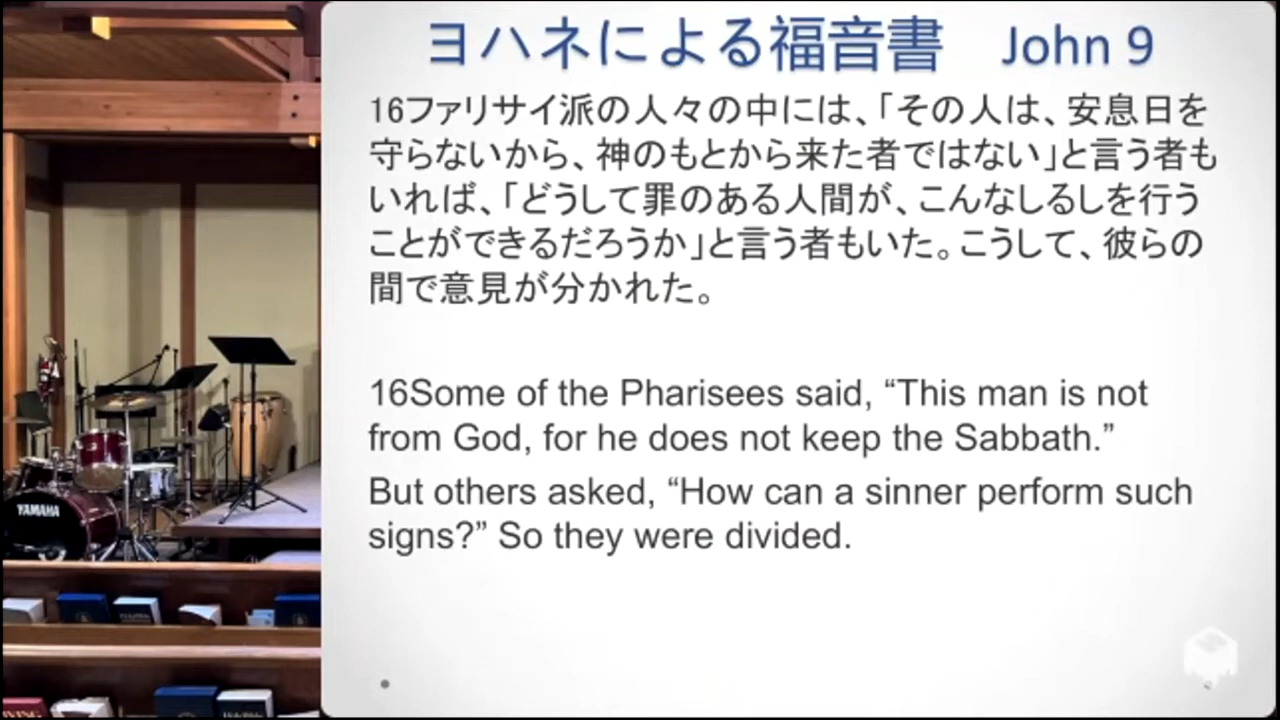 ヨハネによる福音書 John 9
16ファリサイ派の人々の中には、「その人は、安息日を
守らないから、神のもとから来た者ではない」と言う者も
いれば、「どうして罪のある人間が、こんなしるしを行う
ことができるだろうか」と言う者もいた。こうして、彼らの
間で意見が分かれた。
16Some of the Pharisees said, “This man is not
from God, for he does not keep the Sabbath.”
But others asked, “How can a sinner perform such
signs?” So they were divided.
YAMAHA